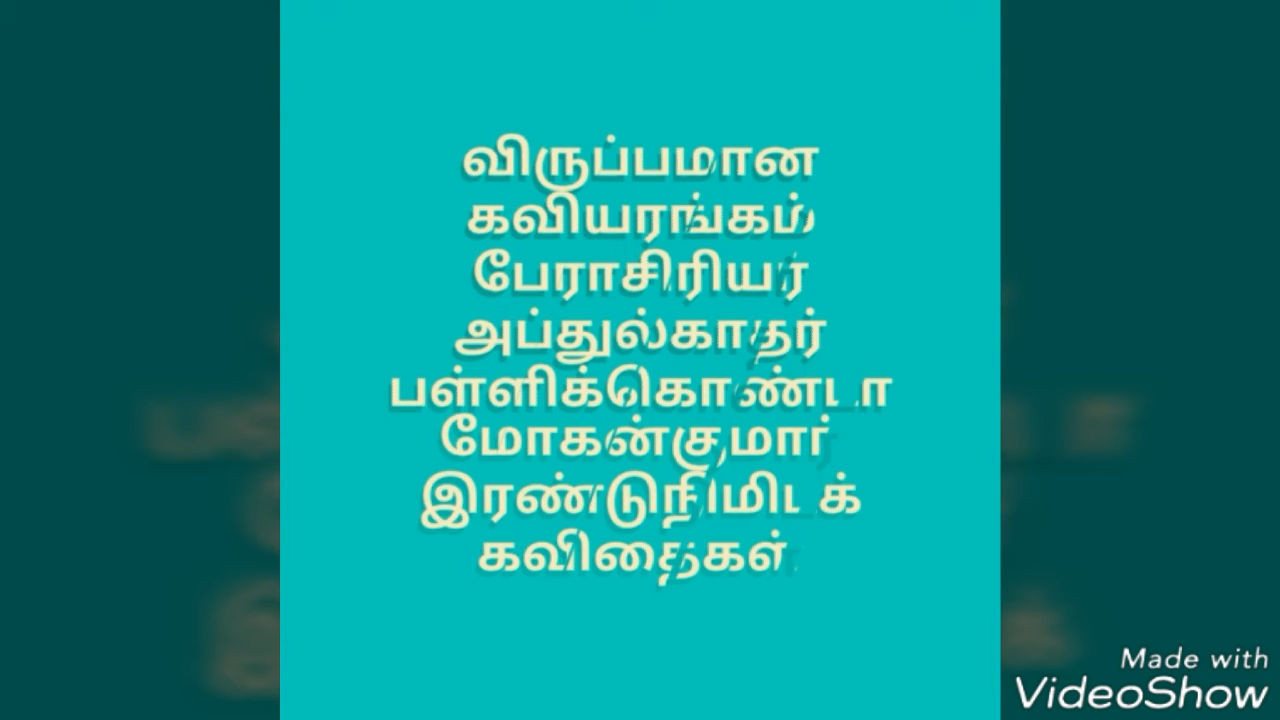 விருப்பமான
கவியரங்கம்
பேராசிரியர்
அப்துல்காதர்
பள்ளிக்கொண்டா
மோகன்குமார்
இரண்டுநிமிடக்
கவிதைகள்
Made with
VideoShow